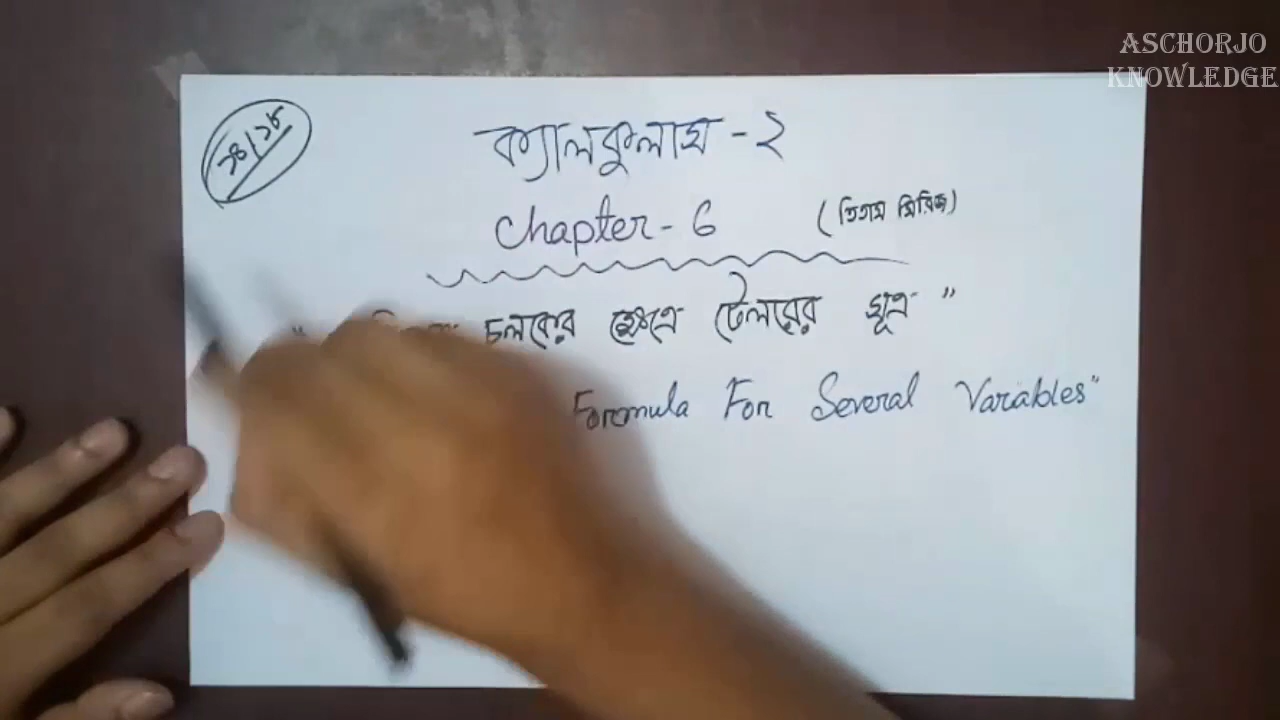 ASCHORJO
KNOWLEDGE
ক্যালকুলাস - ২
Chapter - 6 (তিতাস সিরিজ)
চলকের ক্ষেত্রে টেলরের সূত্র"
Formula For Several Variables"